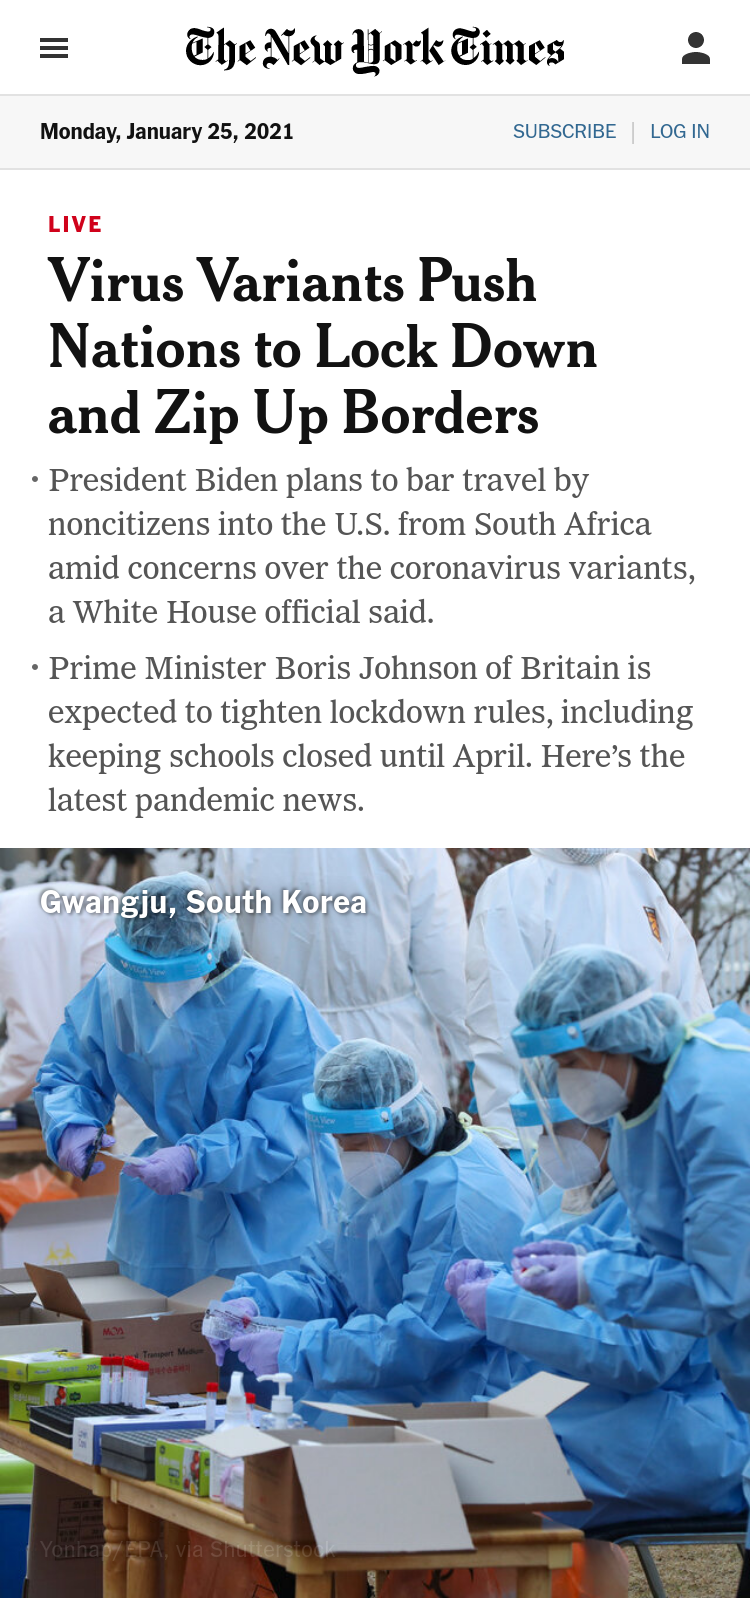 The New York Times
Monday, January 25, 2021
SUBSCRIBE | LOG IN
LIVE
Virus Variants Push
Nations to Lock Down
and Zip Up Borders
• President Biden plans to bar travel by
noncitizens into the U.S. from South Africa
amid concerns over the coronavirus variants,
a White House official said.
• Prime Minister Boris Johnson of Britain is
expected to tighten lockdown rules, including
keeping schools closed until April. Here’s the
latest pandemic news.
Gwangju, South Korea
Transport Medium
Yonhap/EPA, via Shutterstock